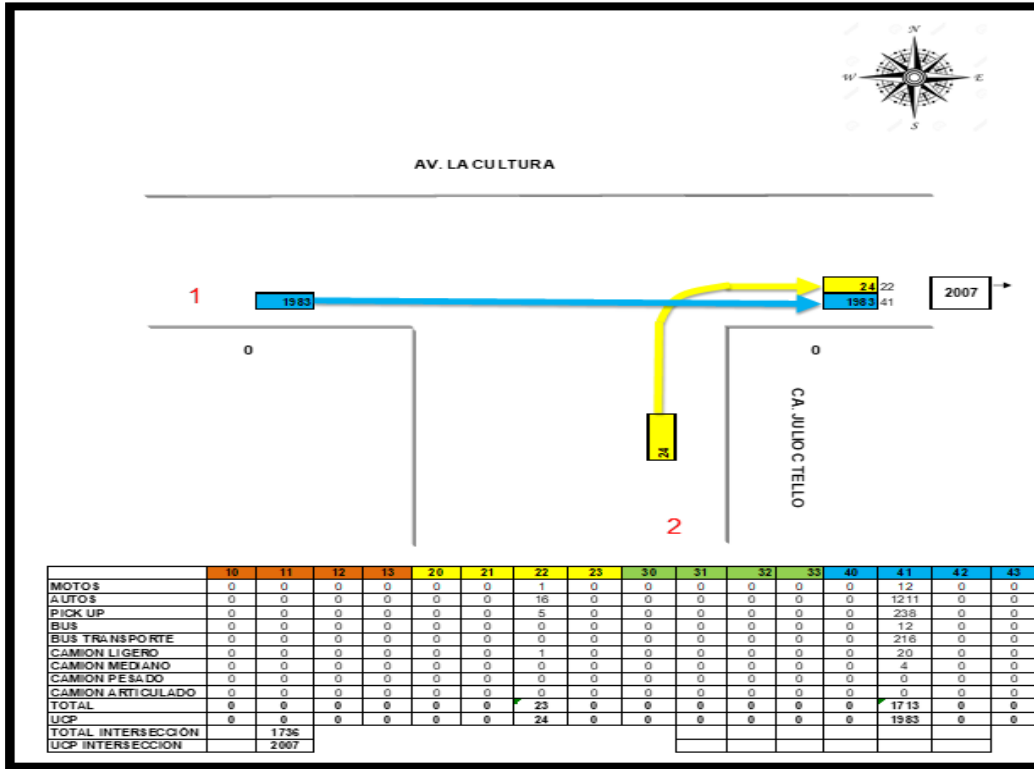 N
W E
S
AV. LA CULTURA
1 1983 24 22 2007
1983 41
0 0
CA. JULIO C TELLO
24
2
10 11 12 13 20 21 22 23 30 31 32 33 40 41 42 43
MOTOS 0 0 0 0 0 0 1 0 0 0 0 0 0 12 0 0
AUTOS 0 0 0 0 0 0 16 0 0 0 0 0 0 1211 0 0
PICK UP 0 0 0 0 0 0 5 0 0 0 0 0 0 238 0 0
BUS 0 0 0 0 0 0 0 0 0 0 0 0 0 12 0 0
BUS TRANSPORTE 0 0 0 0 0 0 0 0 0 0 0 0 0 216 0 0
CAMION LIGERO 0 0 0 0 0 0 1 0 0 0 0 0 0 20 0 0
CAMION MEDIANO 0 0 0 0 0 0 0 0 0 0 0 0 0 4 0 0
CAMION PESADO 0 0 0 0 0 0 0 0 0 0 0 0 0 0 0 0
CAMION ARTICULADO 0 0 0 0 0 0 0 0 0 0 0 0 0 0 0 0
TOTAL 0 0 0 0 0 0 23 0 0 0 0 0 0 1713 0 0
UCP 0 0 0 0 0 0 24 0 0 0 0 0 0 1983 0 0
TOTAL INTERSECCIÓN 1736
UCP INTERSECCION 2007